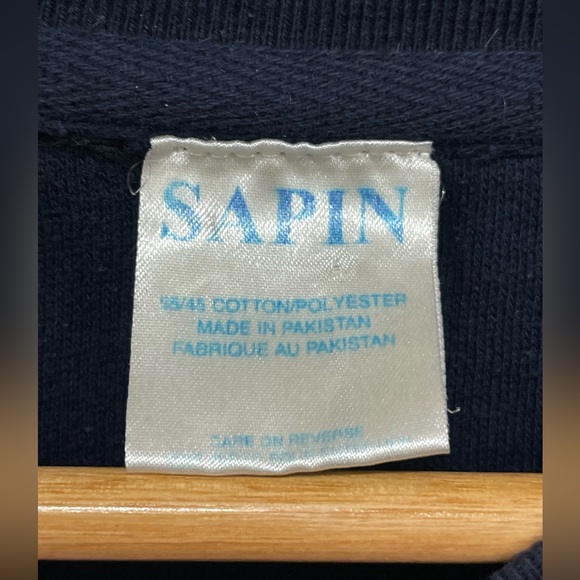 SAPIN
55/45 COTTON/POLYESTER
MADE IN PAKISTAN
FABRIQUE AU PAKISTAN
CARE ON REVERSE